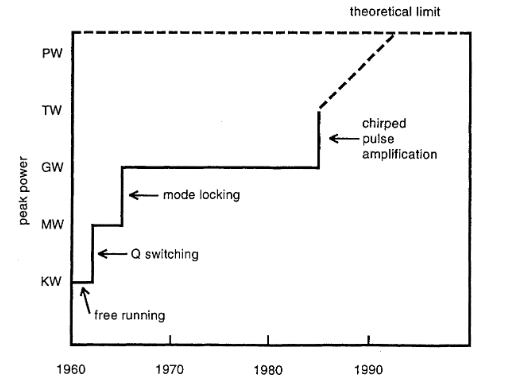 theoretical limit
PW
TW
chirped
pulse
amplification
GW
mode locking
MW
Q switching
KW
free running
peak power
1960 1970 1980 1990